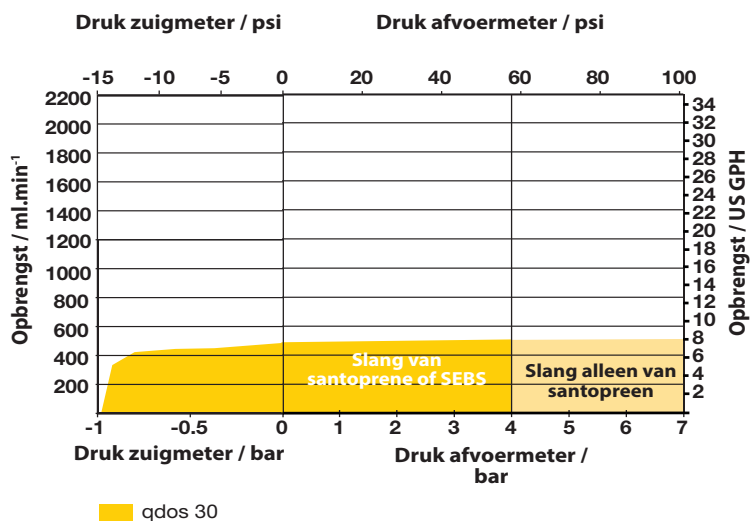 Druk zuigmeter / psi Druk afvoermeter / psi
-15 -10 -5 0 20 40 60 80 100
2200
2000
1800
1600
1400
1200
1000
800
600
400
200
Opbrengst / ml.min⁻¹
34
32
30
28
26
24
22
20
18
16
14
12
10
8
6
4
2
Opbrengst / US GPH
Slang van
santoprene of SEBS
Slang alleen van
santopreen
-1 -0.5 0 1 2 3 4 5 6 7
Druk zuigmeter / bar Druk afvoermeter /
bar
qdos 30